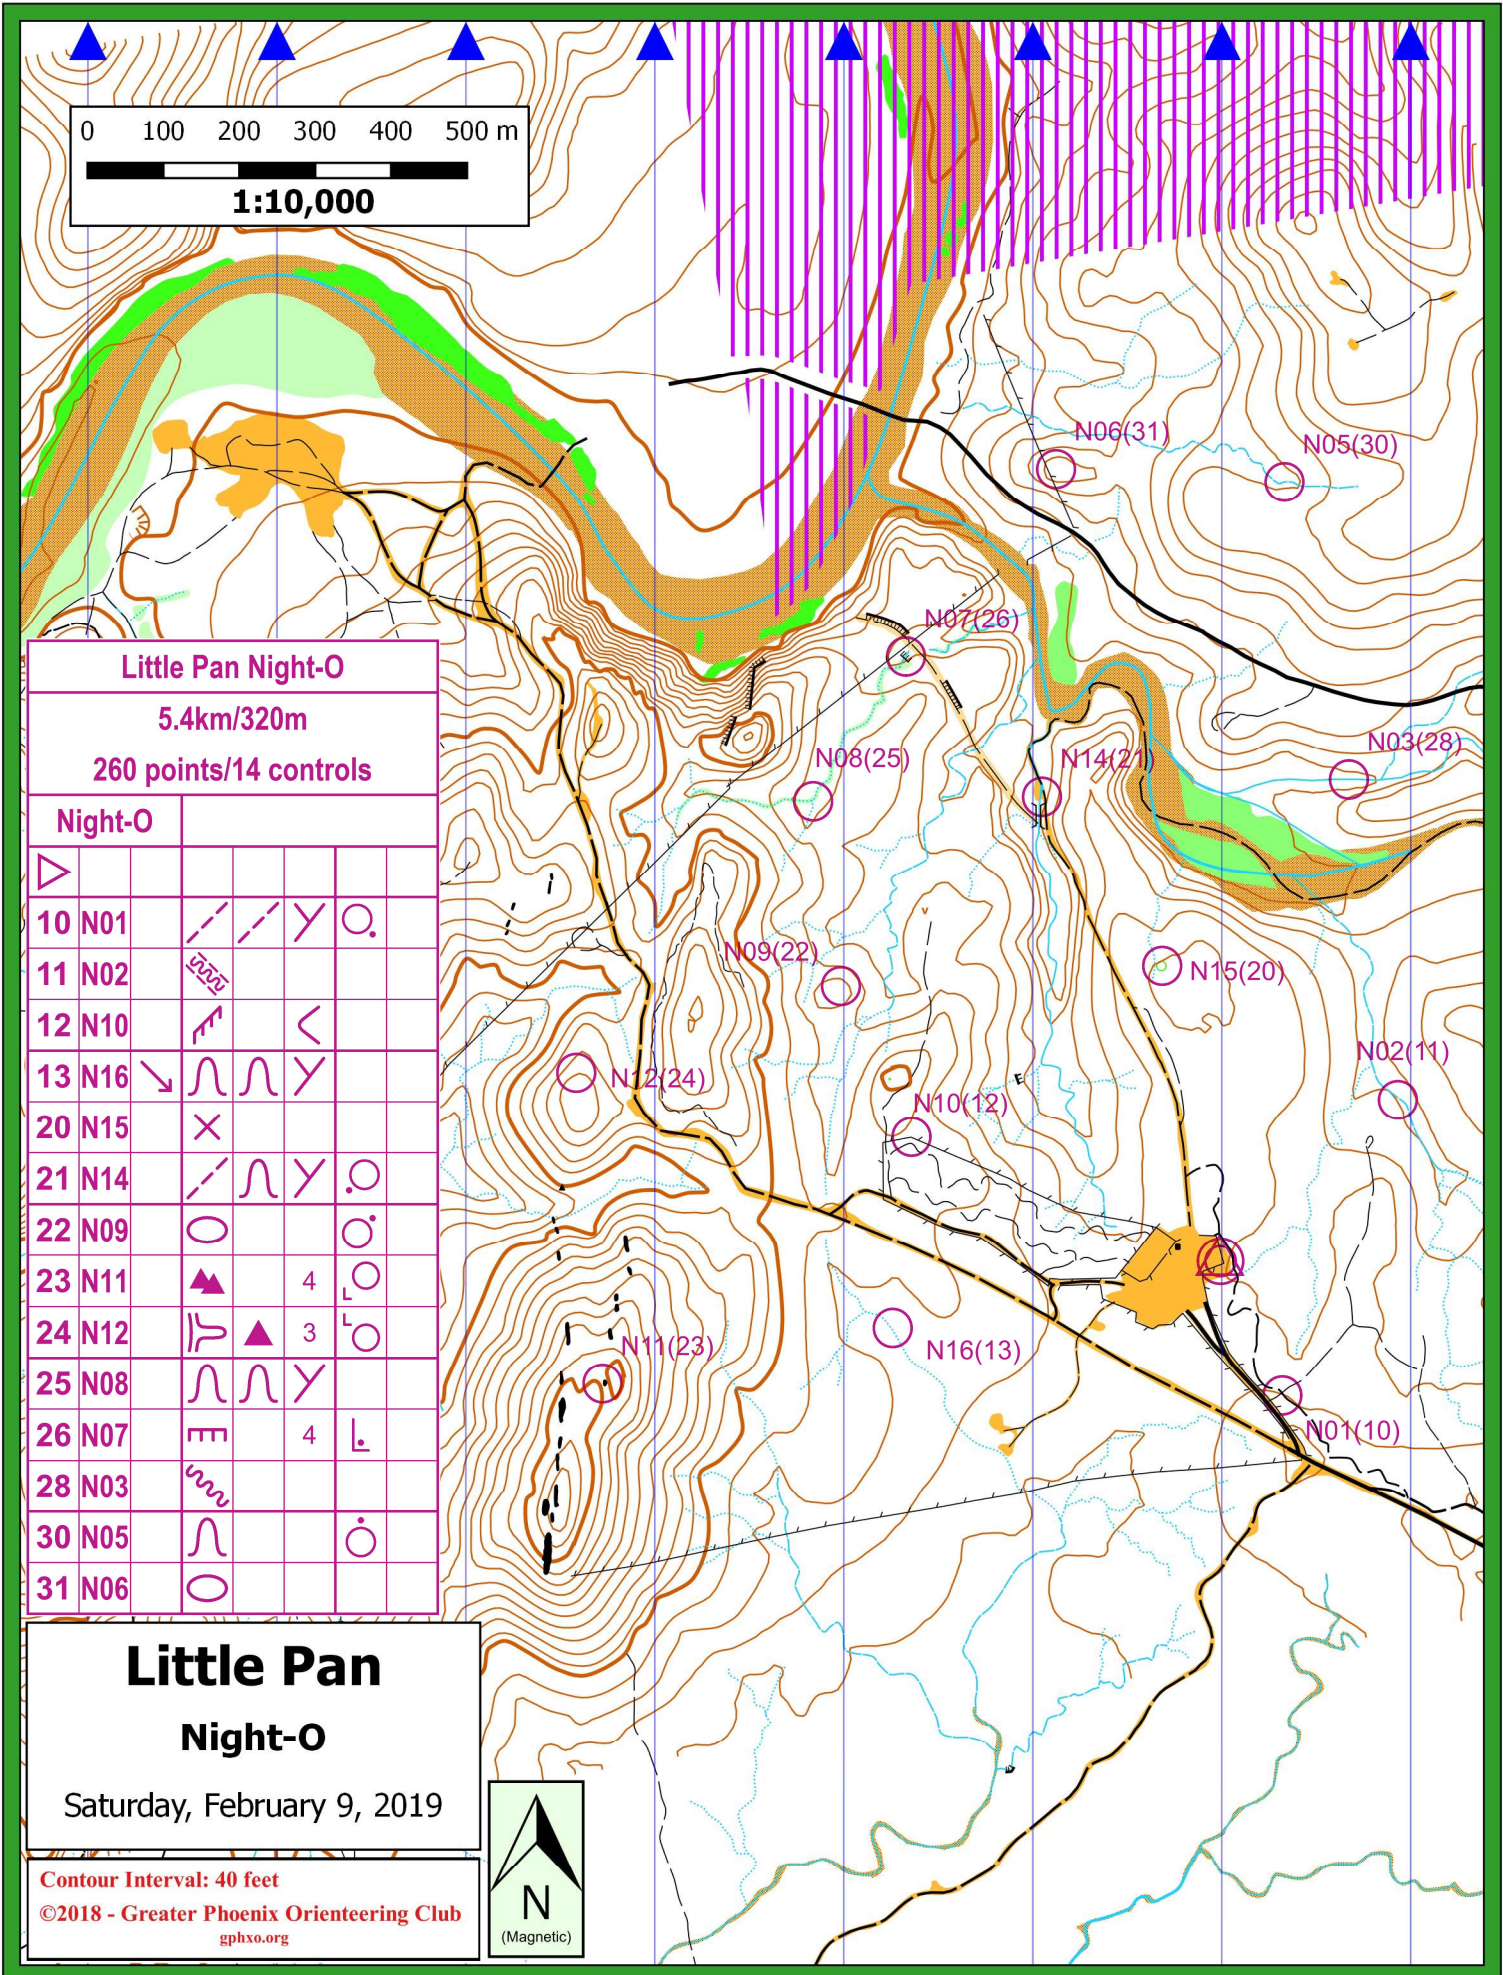 0 100 200 300 400 500 m
1:10,000
N06(31)
N05(30)
N07(26)
N08(25)
N14(21)
N03(28)
N09(22)
N15(20)
N02(11)
N12(24)
E
N10(12)
N11(23)
N16(13)
N01(10)
Little Pan Night-O
5.4km/320m
260 points/14 controls
Night-O
10 N01
11 N02
12 N10
13 N16
20 N15
21 N14
22 N09
23 N11 4
24 N12 3
25 N08
26 N07 4
28 N03
30 N05
31 N06
Little Pan
Night-O
Saturday, February 9, 2019
Contour Interval: 40 feet
©2018 - Greater Phoenix Orienteering Club
gphxo.org
N
(Magnetic)